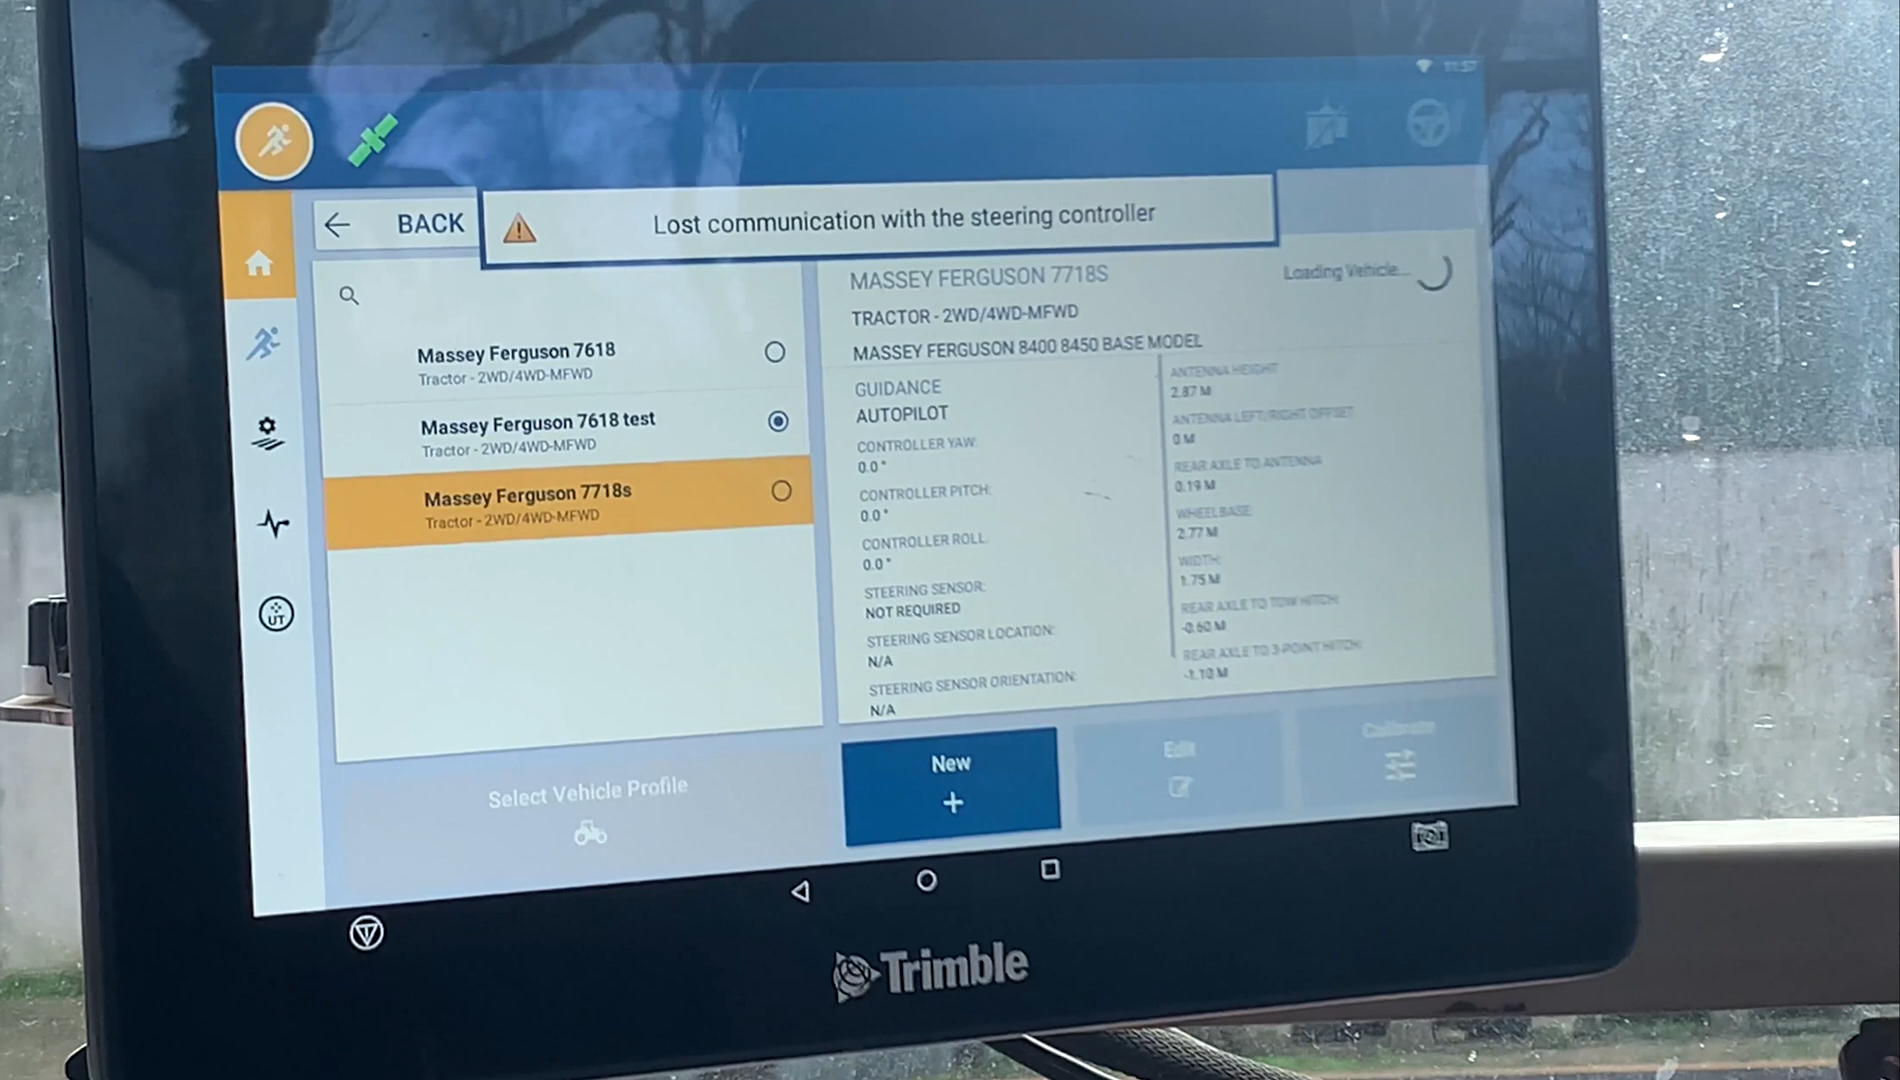 11:57
BACK
Lost communication with the steering controller
Massey Ferguson 7618
Tractor - 2WD/4WD-MFWD
Massey Ferguson 7618 test
Tractor - 2WD/4WD-MFWD
Massey Ferguson 7718s
Tractor - 2WD/4WD-MFWD
MASSEY FERGUSON 7718S
Loading Vehicle...
TRACTOR - 2WD/4WD-MFWD
MASSEY FERGUSON 8400 8450 BASE MODEL
GUIDANCE
AUTOPILOT
CONTROLLER YAW:
0.0°
CONTROLLER PITCH:
0.0°
CONTROLLER ROLL:
0.0°
STEERING SENSOR:
NOT REQUIRED
STEERING SENSOR LOCATION:
N/A
STEERING SENSOR ORIENTATION:
N/A
ANTENNA HEIGHT
2.87 M
ANTENNA LEFT/RIGHT OFFSET
0 M
REAR AXLE TO ANTENNA
0.19 M
WHEELBASE:
2.77 M
WIDTH:
1.75 M
REAR AXLE TO TOW HITCH:
-0.60 M
REAR AXLE TO 3-POINT HITCH:
-1.10 M
Select Vehicle Profile
New
Edit
Calibrate
UT
Trimble